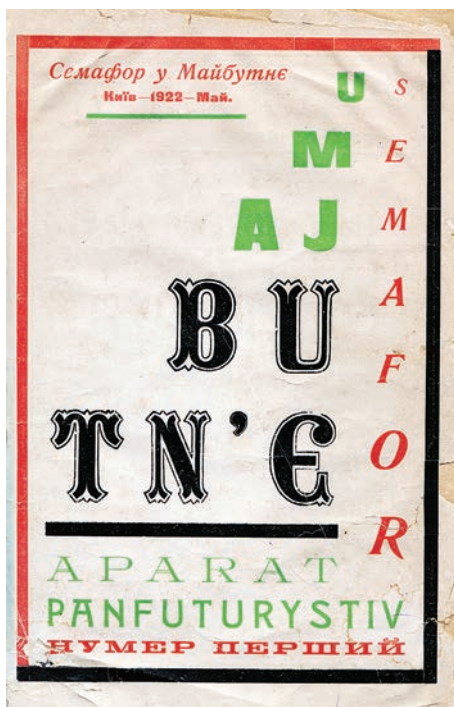 Семафор у Майбутнє
Київ—1922—Май.
SEMAFOR
U
M
AJ
BU
TN’Є
APARAT
PANFUTURYSTIV
НУМЕР ПЕРШИЙ